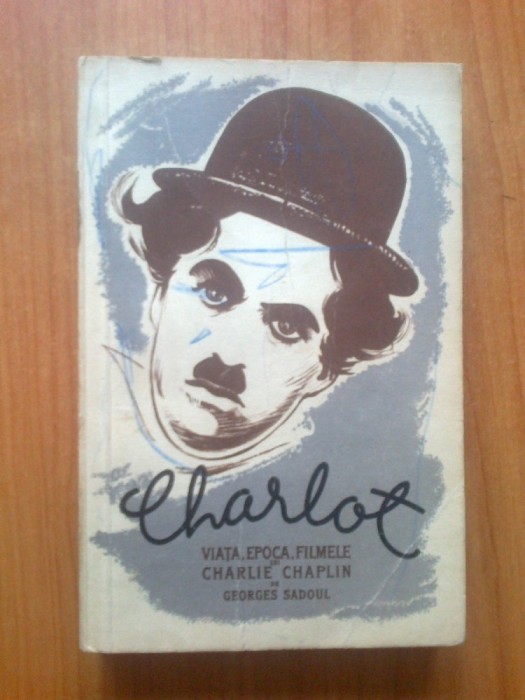 Charlot
VIAȚA, EPOCA, FILMELE
LUI
CHARLIE CHAPLIN
DE
GEORGES SADOUL